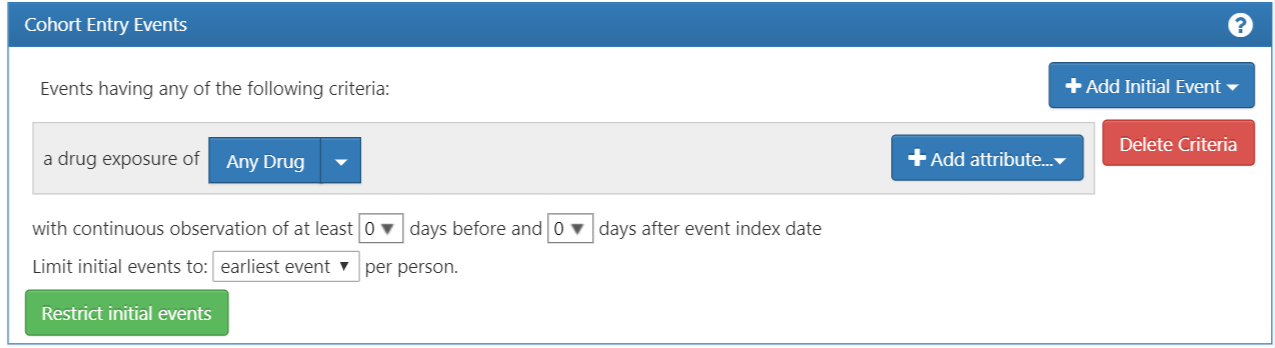 Cohort Entry Events ?
Events having any of the following criteria:
+ Add Initial Event
a drug exposure of Any Drug
+ Add attribute...
Delete Criteria
with continuous observation of at least 0 days before and 0 days after event index date
Limit initial events to: earliest event per person.
Restrict initial events